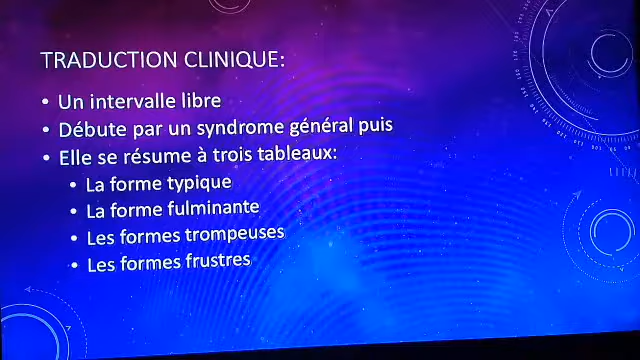 TRADUCTION CLINIQUE:
• Un intervalle libre
• Débute par un syndrome général puis
• Elle se résume à trois tableaux:
• La forme typique
• La forme fulminante
• Les formes trompeuses
• Les formes frustres